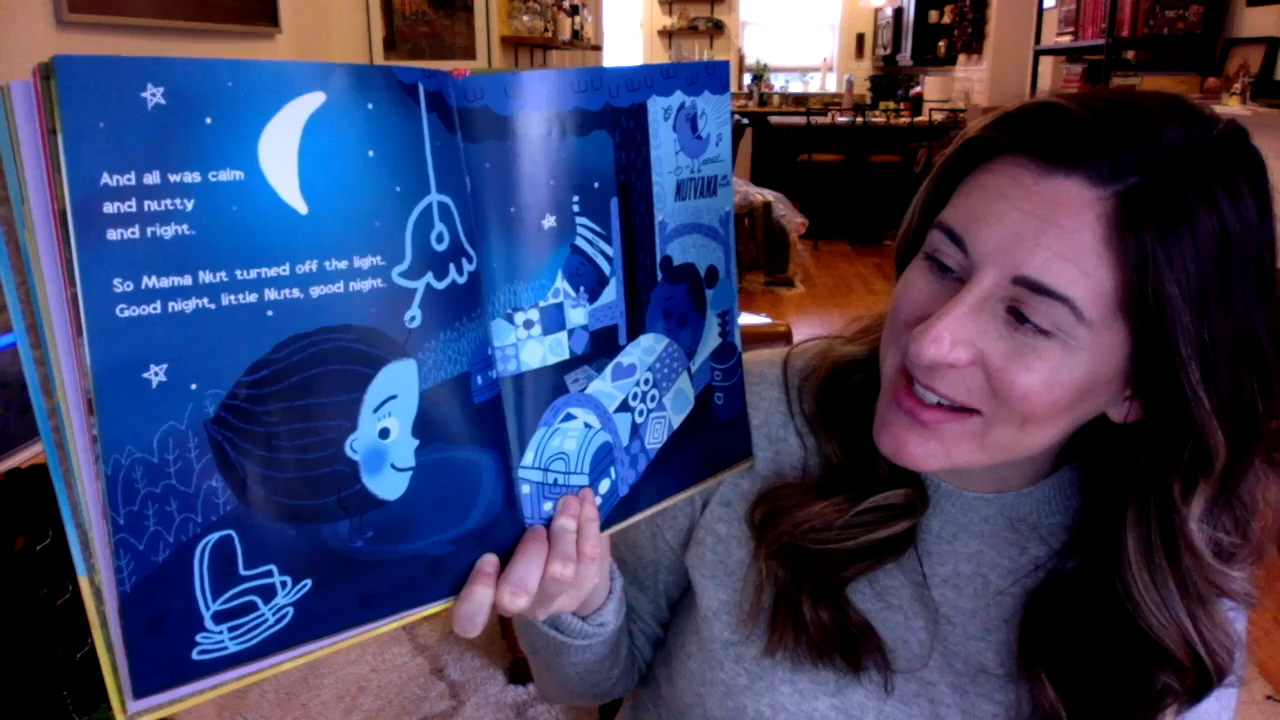 And all was calm
and nutty
and right.
So Mama Nut turned off the light.
Good night, little Nuts, good night.
NUTVANA